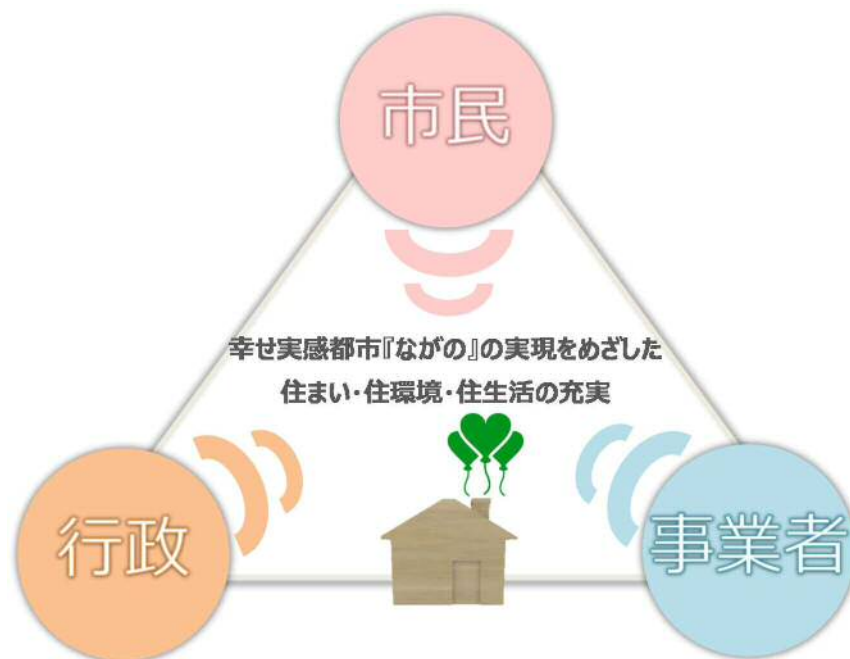 市民
幸せ実感都市『ながの』の実現をめざした
住まい・住環境・住生活の充実
行政
事業者